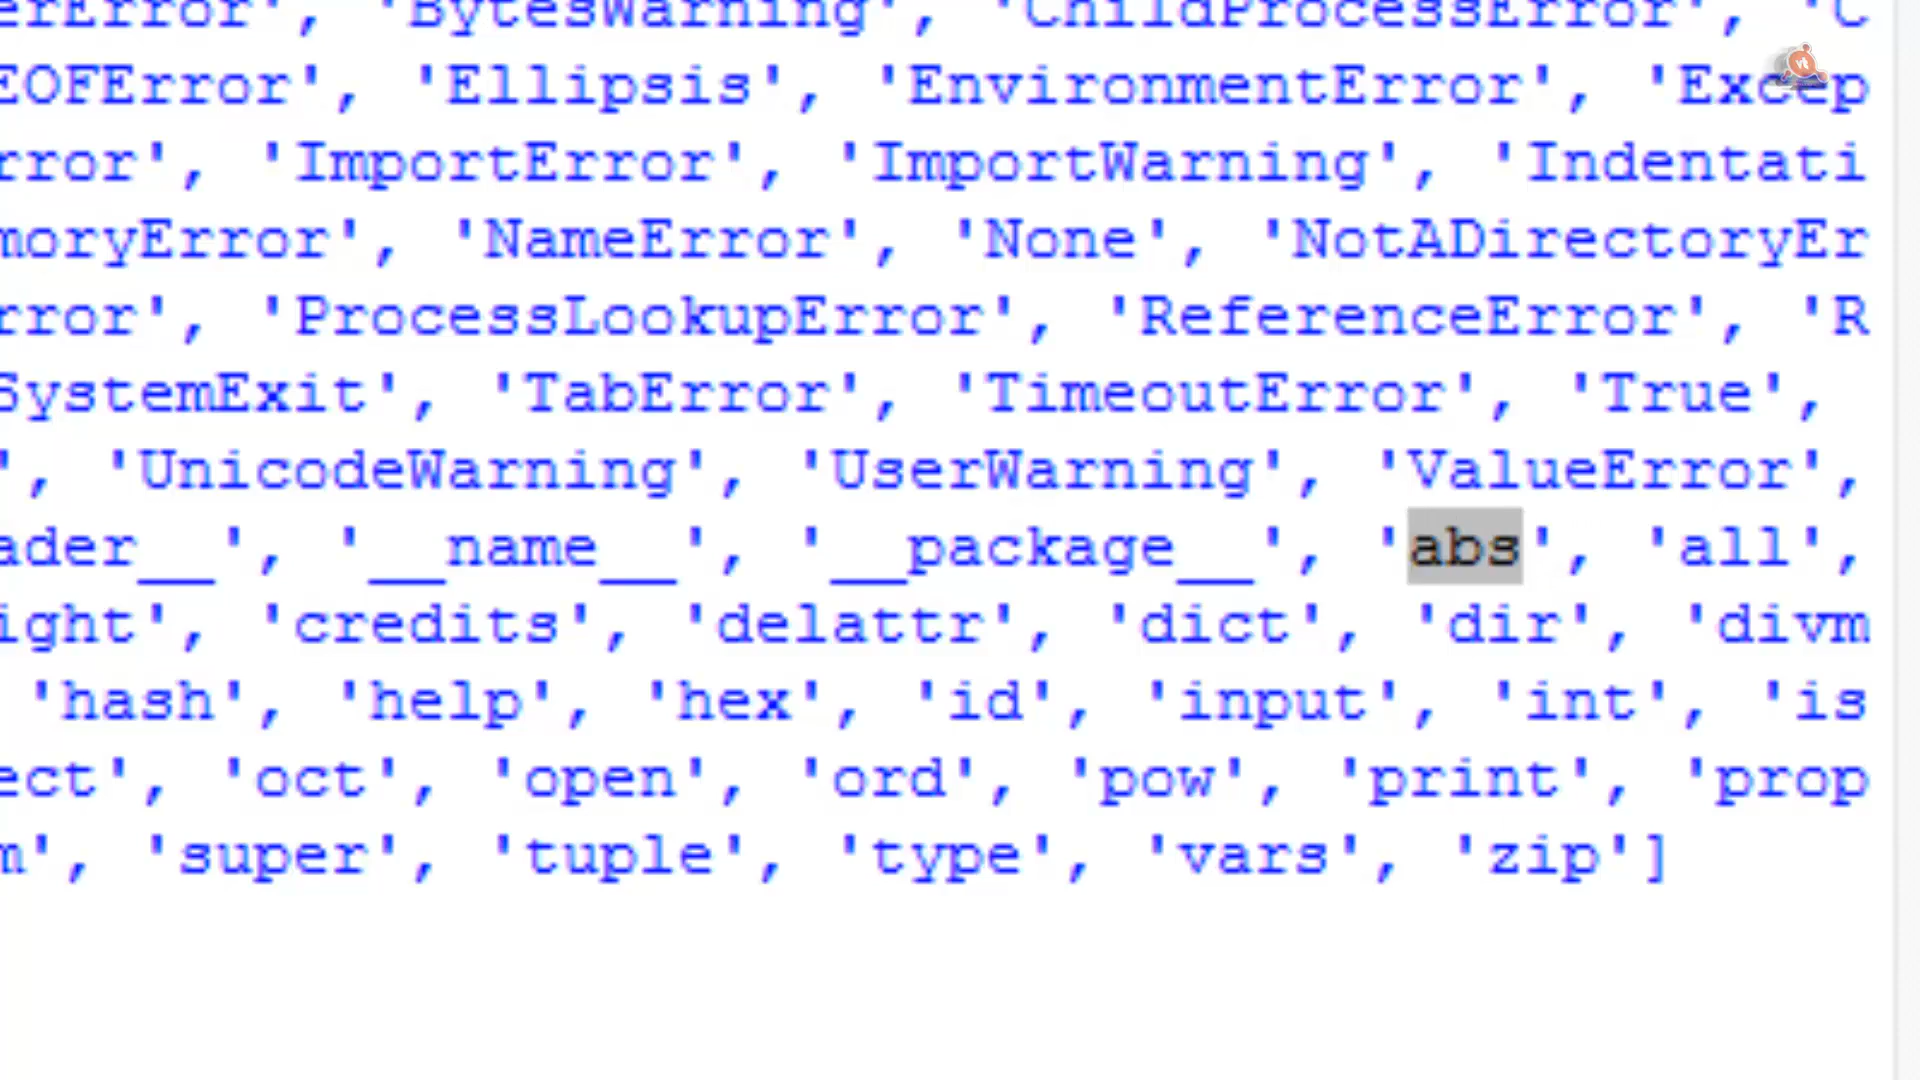 erError', 'BytesWarning', 'ChildProcessError', 'C
EOFError', 'Ellipsis', 'EnvironmentError', 'Excep
rror', 'ImportError', 'ImportWarning', 'Indentati
moryError', 'NameError', 'None', 'NotADirectoryEr
rror', 'ProcessLookupError', 'ReferenceError', 'R
SystemExit', 'TabError', 'TimeoutError', 'True',
', 'UnicodeWarning', 'UserWarning', 'ValueError',
ader__', '__name__', '__package__', 'abs', 'all',
ight', 'credits', 'delattr', 'dict', 'dir', 'divm
'hash', 'help', 'hex', 'id', 'input', 'int', 'is
ect', 'oct', 'open', 'ord', 'pow', 'print', 'prop
m', 'super', 'tuple', 'type', 'vars', 'zip']
vt